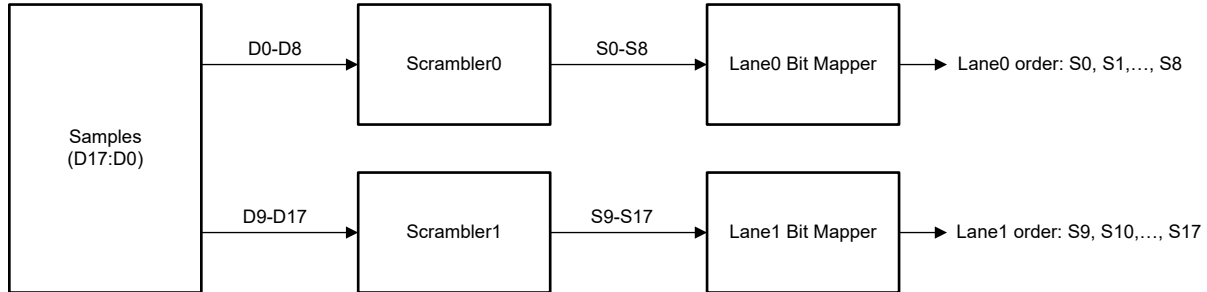 D0-D8
Scrambler0
S0-S8
Lane0 Bit Mapper
Lane0 order: S0, S1,…, S8
Samples
(D17:D0)
D9-D17
Scrambler1
S9-S17
Lane1 Bit Mapper
Lane1 order: S9, S10,…, S17